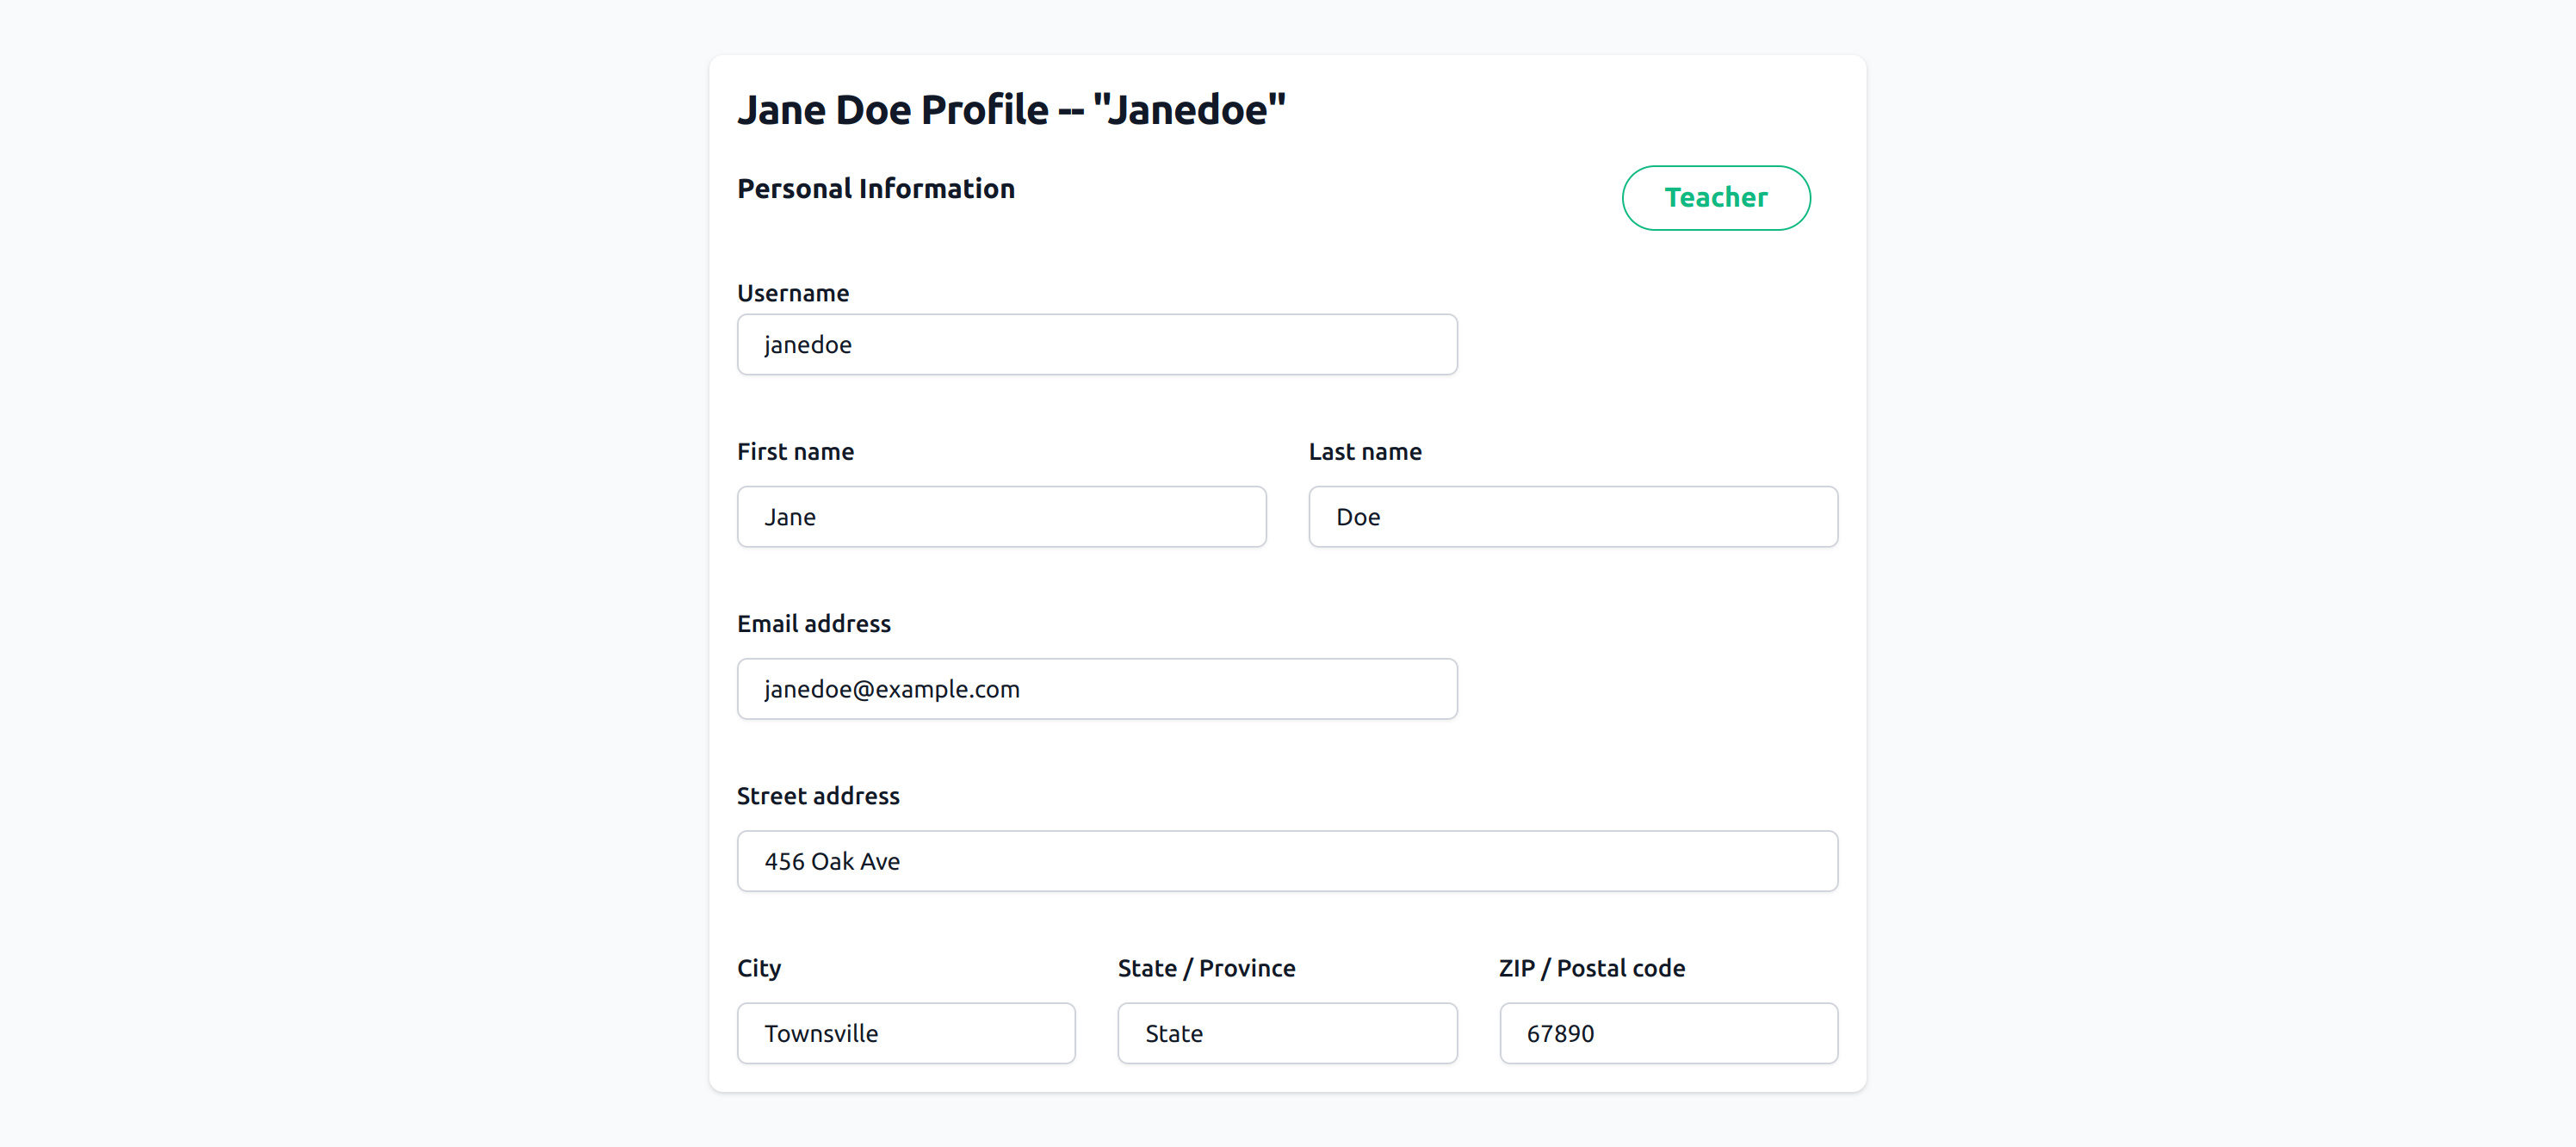 Jane Doe Profile -- "Janedoe"
Personal Information
Teacher
Username
janedoe
First name
Last name
Jane
Doe
Email address
janedoe@example.com
Street address
456 Oak Ave
City
State / Province
ZIP / Postal code
Townsville
State
67890